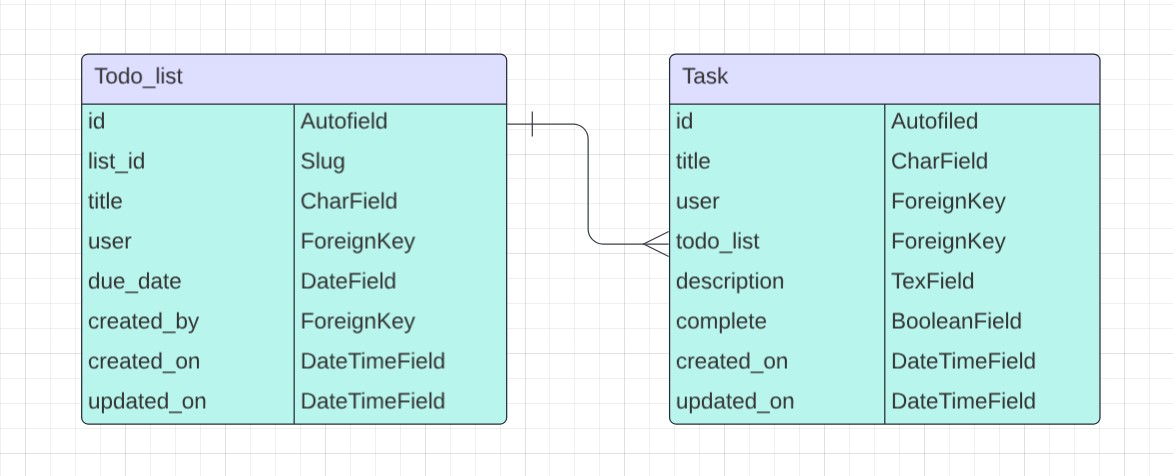 Todo_list
id Autofield
list_id Slug
title CharField
user ForeignKey
due_date DateField
created_by ForeignKey
created_on DateTimeField
updated_on DateTimeField
Task
id Autofiled
title CharField
user ForeignKey
todo_list ForeignKey
description TexField
complete BooleanField
created_on DateTimeField
updated_on DateTimeField